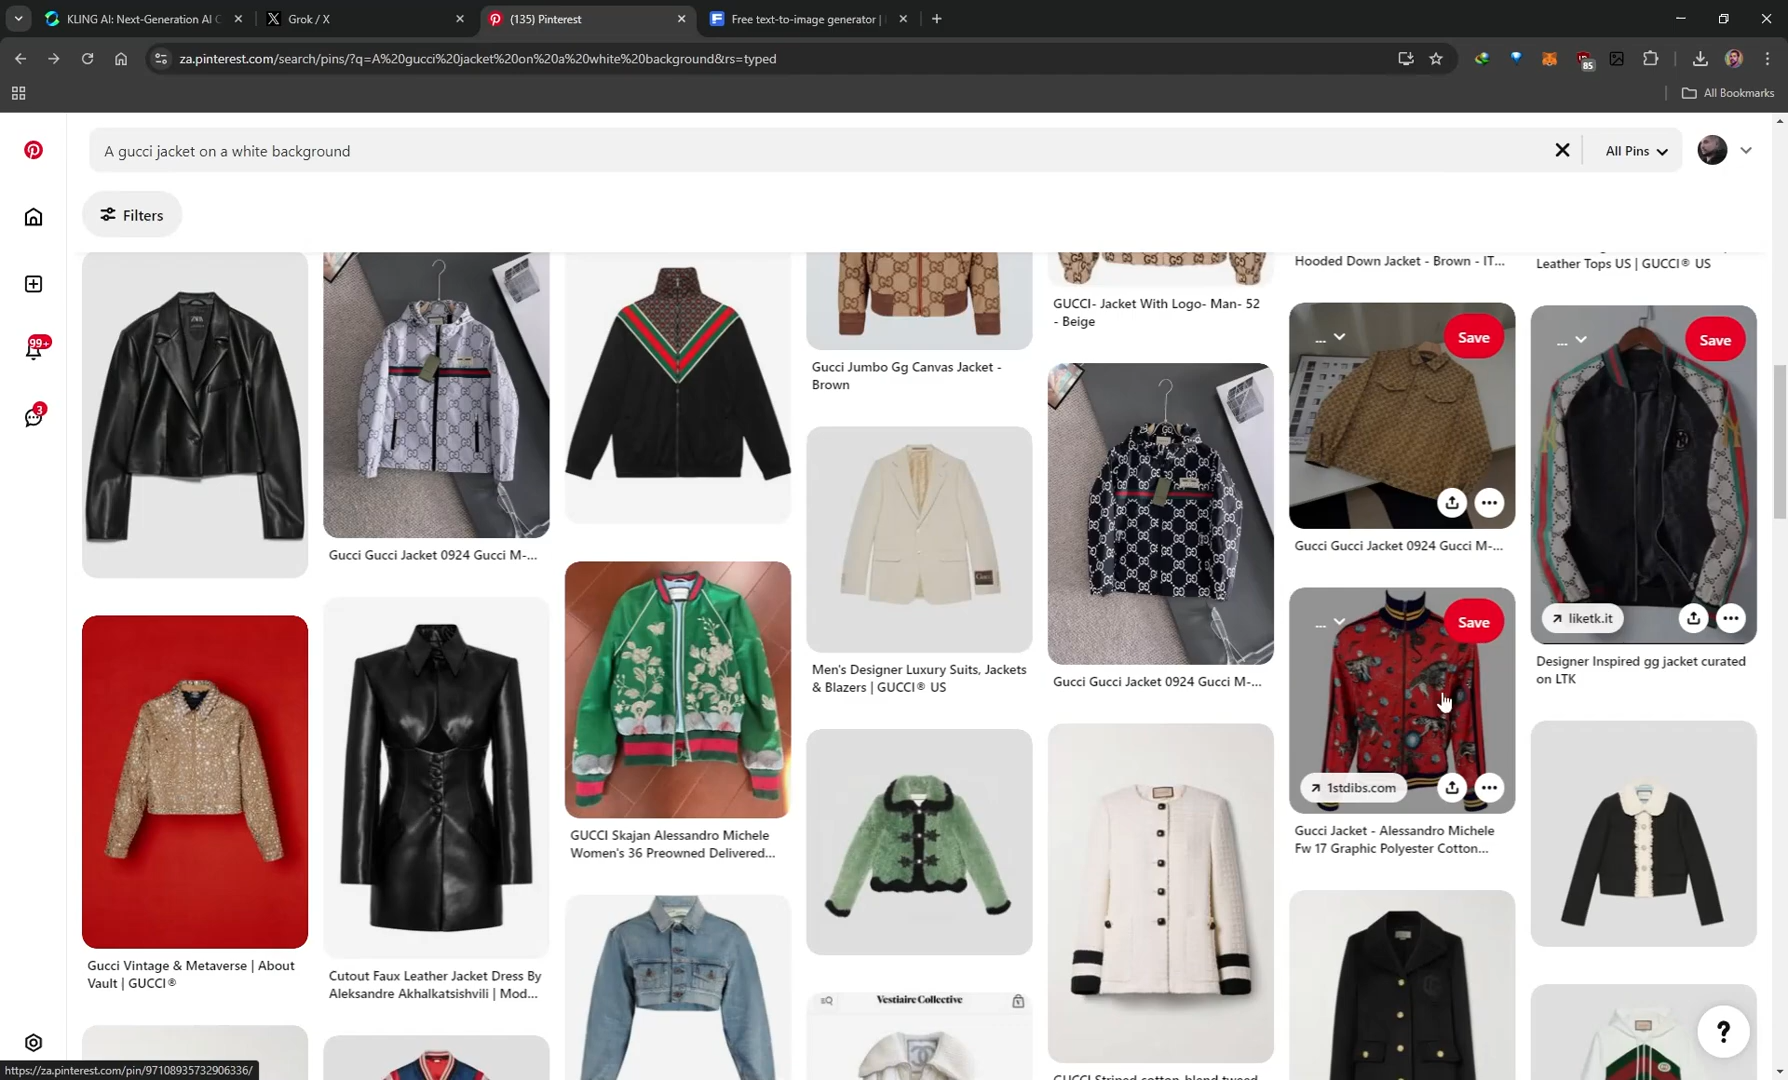 KLING AI: Next-Generation AI C
Grok / X
(135) Pinterest
Free text-to-image generator |
za.pinterest.com/search/pins/?q=A%20gucci%20jacket%20on%20a%20white%20background&rs=typed
85
All Bookmarks
A gucci jacket on a white background
All Pins
Filters
99+
3
Hooded Down Jacket - Brown - IT...
Leather Tops US | GUCCI® US
GUCCI- Jacket With Logo- Man- 52
- Beige
... Save
... Save
Gucci Jumbo Gg Canvas Jacket -
Brown
Gucci Gucci Jacket 0924 Gucci M-...
Gucci Gucci Jacket 0924 Gucci M-...
... Save
liketk.it
Designer Inspired gg jacket curated
on LTK
Men's Designer Luxury Suits, Jackets
& Blazers | GUCCI® US
Gucci Gucci Jacket 0924 Gucci M-...
1stdibs.com
Gucci Jacket - Alessandro Michele
Fw 17 Graphic Polyester Cotton...
GUCCI Skajan Alessandro Michele
Women's 36 Preowned Delivered...
Gucci Vintage & Metaverse | About
Vault | GUCCI®
Cutout Faux Leather Jacket Dress By
Aleksandre Akhalkatsishvili | Mod...
Vestiaire Collective
GUCCI Striped cotton-blend tweed
?
https://za.pinterest.com/pin/97108935732906336/